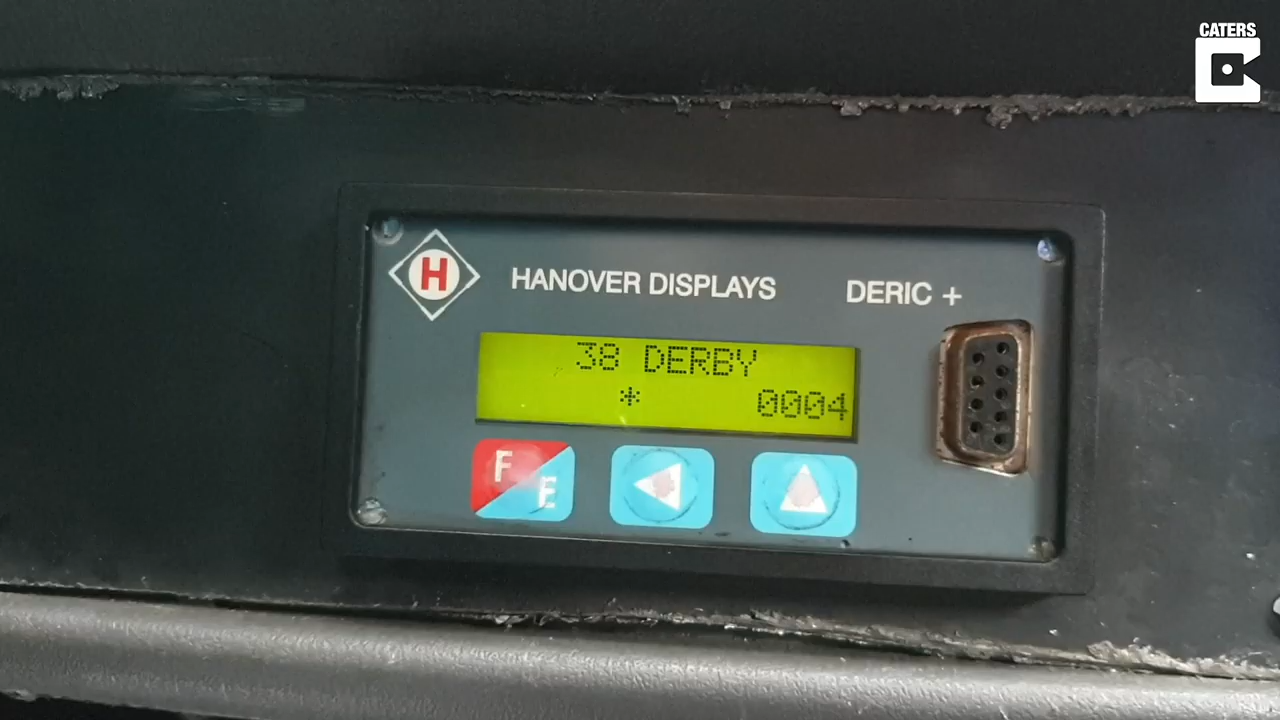 CATERS
H
HANOVER DISPLAYS
DERIC +
38 DERBY
* 0004
F
E